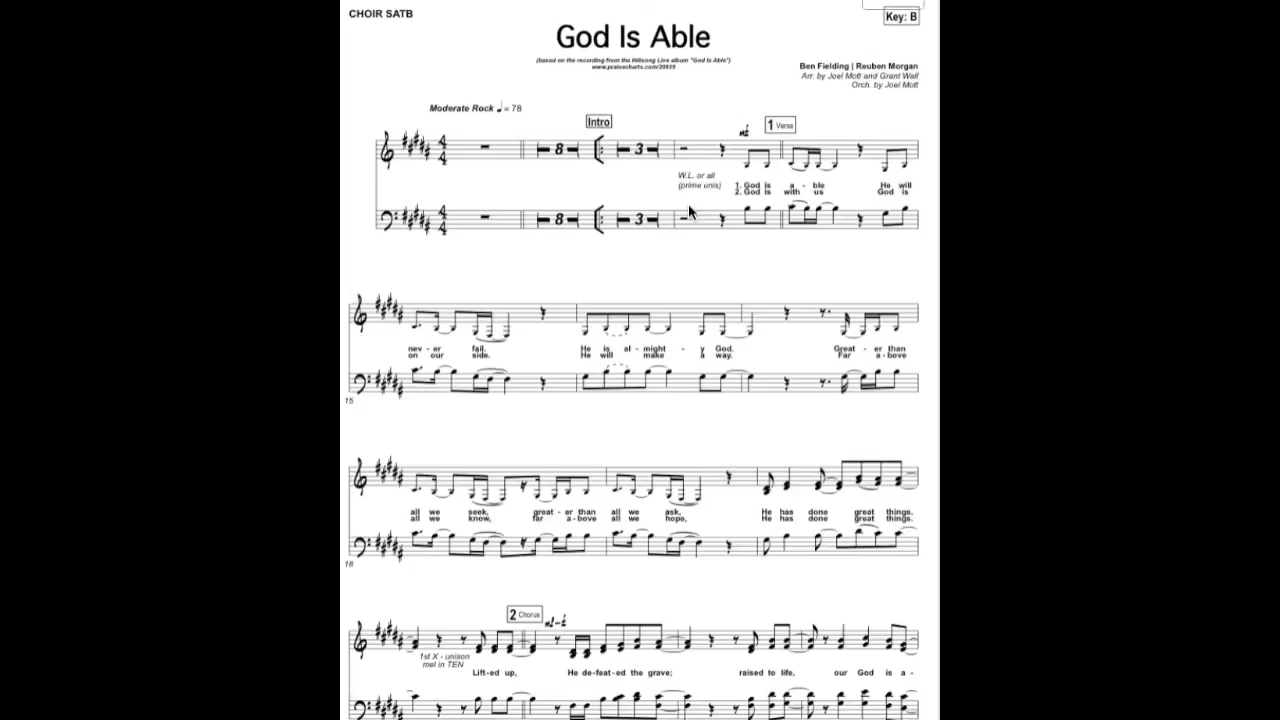 CHOIR SATB
Key: B
God Is Able
(based on the recording from the Hillsong Live album "God Is Able")
www.praisecharts.com/20939
Ben Fielding | Reuben Morgan
Arr. by Joel Mott and Grant Wall
Orch. by Joel Mott
Moderate Rock ♩ = 78
Intro
1 Verse
mf
8 3
W.L. or all
(prime unis)
1. God is a - ble He will
2. God is with us God is
8 3
nev - er fail, He is al - might - y God. Great - er than
on our side. He will make a way. Far a - bove
15
all we seek, great - er than all we ask, He has done great things.
all we know, far a - bove all we hope, He has done great things.
18
2 Chorus
mf-f
1st X - unison
mel in TEN
Lift-ed up, He de-feat-ed the grave; raised to life, our God is a-